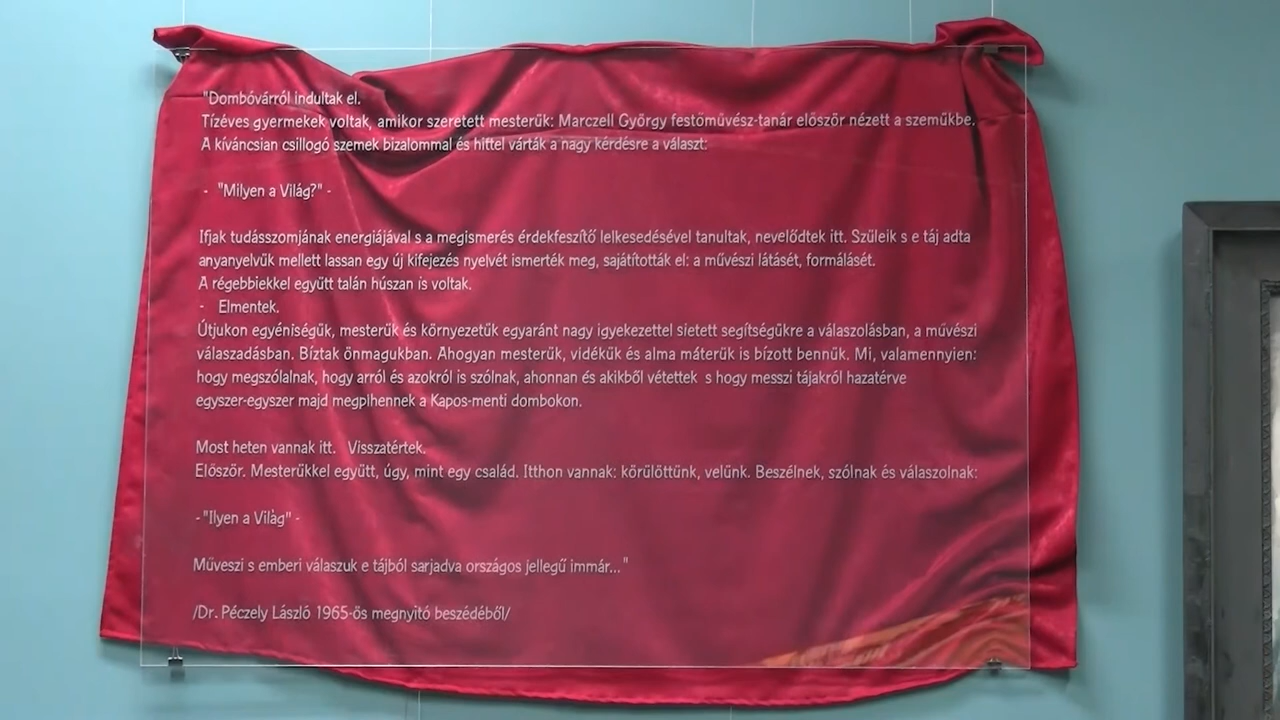 "Dombóvárról indultak el.
Tízéves gyermekek voltak, amikor szeretett mesterük: Marczell György festőművész-tanár először nézett a szemükbe.
A kíváncsian csillogó szemek bizalommal és hittel várták a nagy kérdésre a választ:
- "Milyen a Világ?" -
Ifjak tudásszomjának energiájával s a megismerés érdekfeszítő lelkesedésével tanultak, nevelődtek itt. Szüleik s e táj adta
anyanyelvük mellett lassan egy új kifejezés nyelvét ismerték meg, sajátították el: a művészi látásét, formálásét.
A régebbiekkel együtt talán húszan is voltak.
- Elmentek.
Útjukon egyéniségük, mesterük és környezetük egyaránt nagy igyekezettel sietett segítségükre a válaszolásban, a művészi
válaszadásban. Bíztak önmagukban. Ahogyan mesterük, vidékük és alma máterük is bízott bennük. Mi, valamennyien:
hogy megszólalnak, hogy arról és azokról is szólnak, ahonnan és akikből vétettek s hogy messzi tájakról hazatérve
egyszer-egyszer majd megpihennek a Kapos-menti dombokon.
Most heten vannak itt. Visszatértek.
Először. Mesterükkel együtt, úgy, mint egy család. Itthon vannak: körülöttünk, velünk. Beszélnek, szólnak és válaszolnak:
-"Ilyen a Világ" -
Műveszi s emberi válaszuk e tájból sarjadva országos jellegű immár..."
/Dr. Péczely László 1965-ös megnyitó beszédéből/